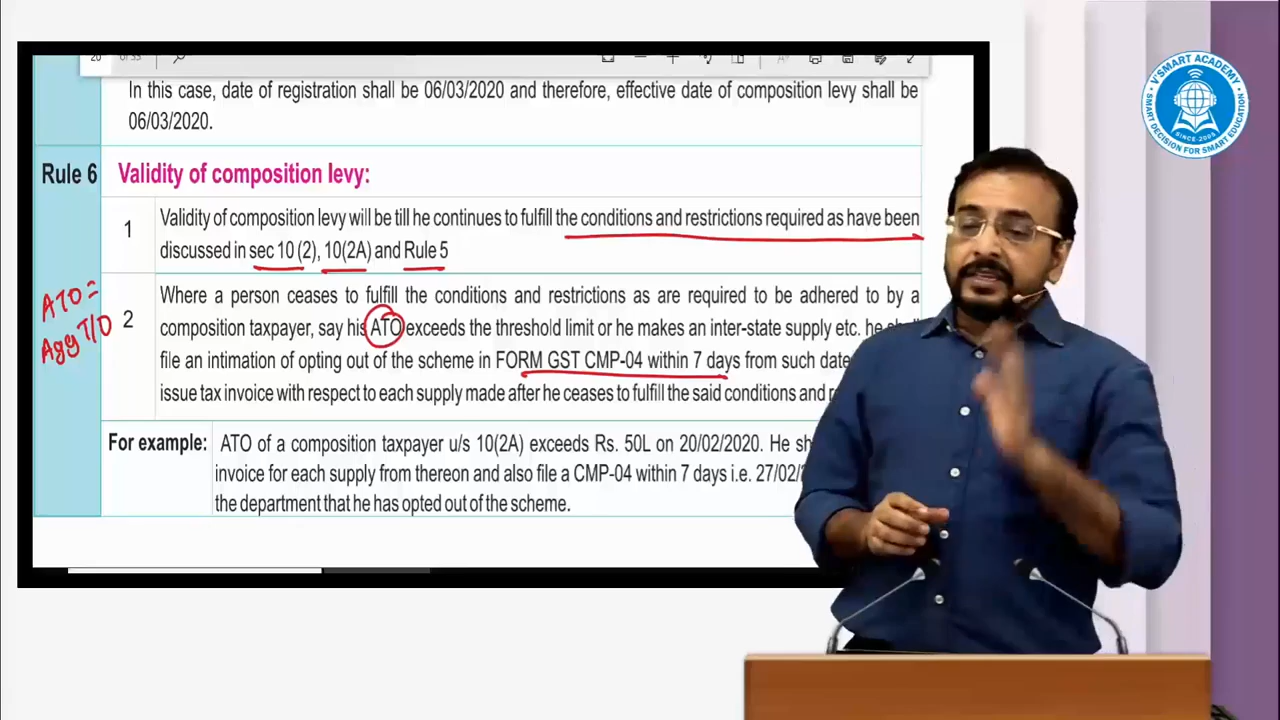 20 of 33
In this case, date of registration shall be 06/03/2020 and therefore, effective date of composition levy shall be
06/03/2020.
Rule 6
Validity of composition levy:
1
Validity of composition levy will be till he continues to fulfill the conditions and restrictions required as have been
discussed in sec 10 (2), 10(2A) and Rule 5
ATO =
Agg T/O
2
Where a person ceases to fulfill the conditions and restrictions as are required to be adhered to by a
composition taxpayer, say his ATO exceeds the threshold limit or he makes an inter-state supply etc. he
file an intimation of opting out of the scheme in FORM GST CMP-04 within 7 days from such date
issue tax invoice with respect to each supply made after he ceases to fulfill the said conditions and
For example:
ATO of a composition taxpayer u/s 10(2A) exceeds Rs. 50L on 20/02/2020. He
invoice for each supply from thereon and also file a CMP-04 within 7 days i.e. 27/02/
the department that he has opted out of the scheme.
V'SMART ACADEMY
SMART DECISION FOR SMART EDUCATION
SINCE-2005